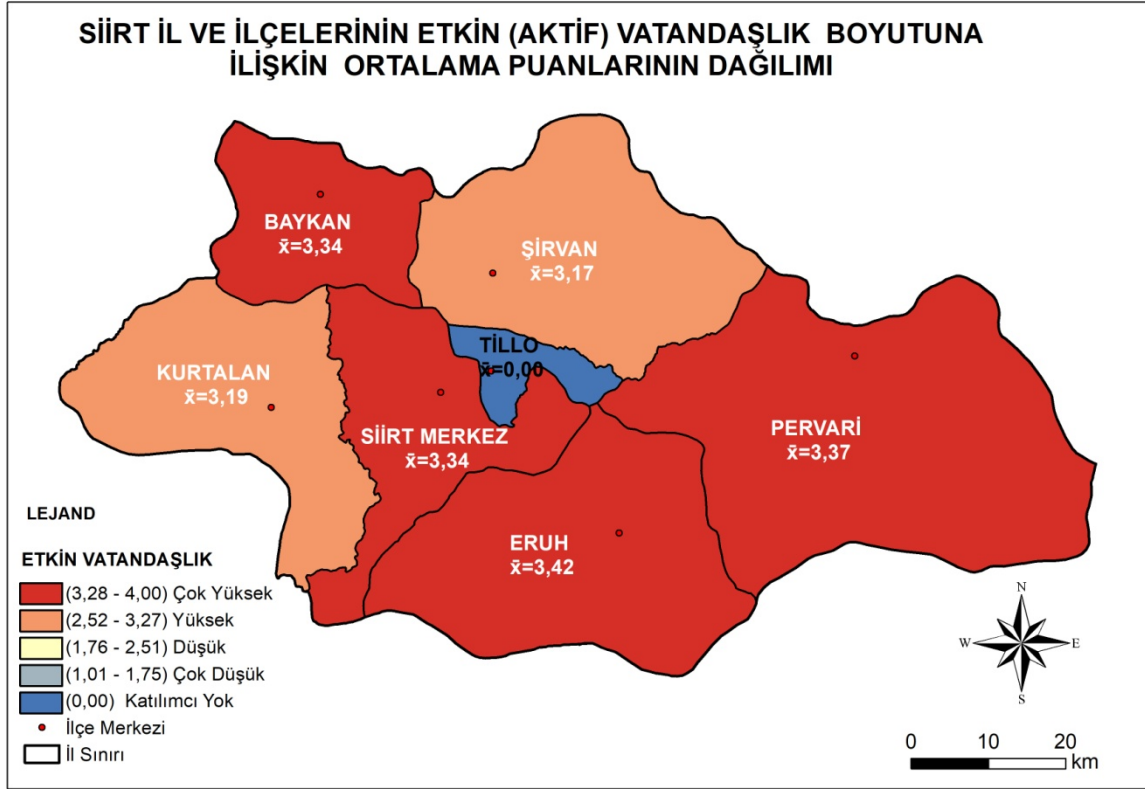 SİİRT İL VE İLÇELERİNİN ETKİN (AKTİF) VATANDAŞLIK BOYUTUNA
İLİŞKİN ORTALAMA PUANLARININ DAĞILIMI
BAYKAN
x̄=3,34
ŞİRVAN
x̄=3,17
TİLLO
x̄=0,00
KURTALAN
x̄=3,19
SİİRT MERKEZ
x̄=3,34
PERVARİ
x̄=3,37
ERUH
x̄=3,42
LEJAND
ETKİN VATANDAŞLIK
(3,28 - 4,00) Çok Yüksek
(2,52 - 3,27) Yüksek
(1,76 - 2,51) Düşük
(1,01 - 1,75) Çok Düşük
(0,00) Katılımcı Yok
İlçe Merkezi
İl Sınırı
N
W E
S
0 10 20
km